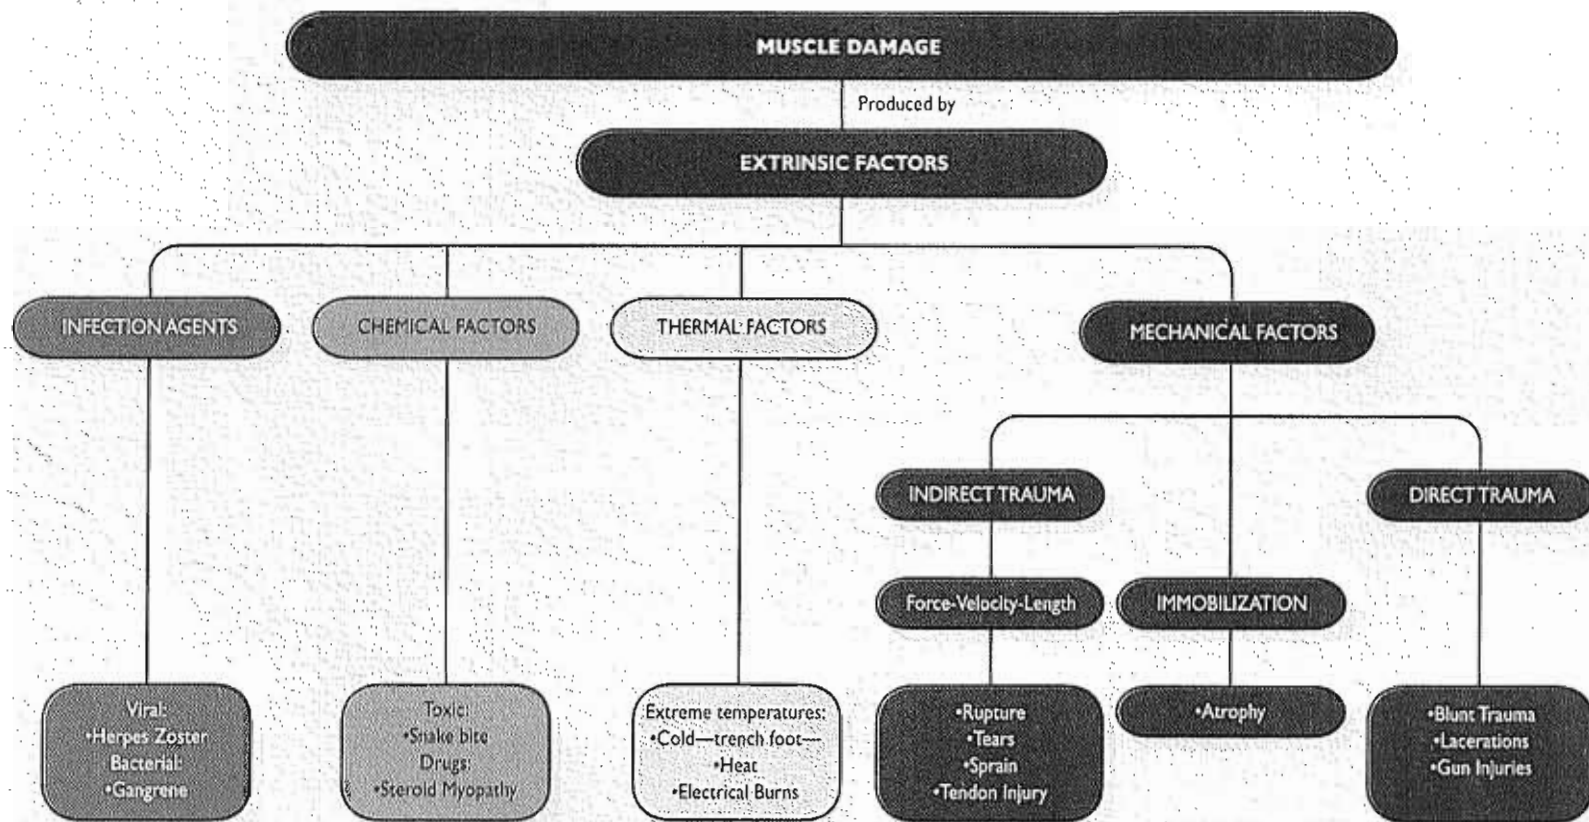 MUSCLE DAMAGE
Produced by
EXTRINSIC FACTORS
INFECTION AGENTS
CHEMICAL FACTORS
THERMAL FACTORS
MECHANICAL FACTORS
INDIRECT TRAUMA
DIRECT TRAUMA
Force-Velocity-Length
IMMOBILIZATION
Viral:
•Herpes Zoster
Bacterial:
•Gangrene
Toxic:
•Snake bite
Drugs:
•Steroid Myopathy
Extreme temperatures:
•Cold—trench foot—
•Heat
•Electrical Burns
•Rupture
•Tears
•Sprain
•Tendon Injury
•Atrophy
•Blunt Trauma
•Lacerations
•Gun Injuries